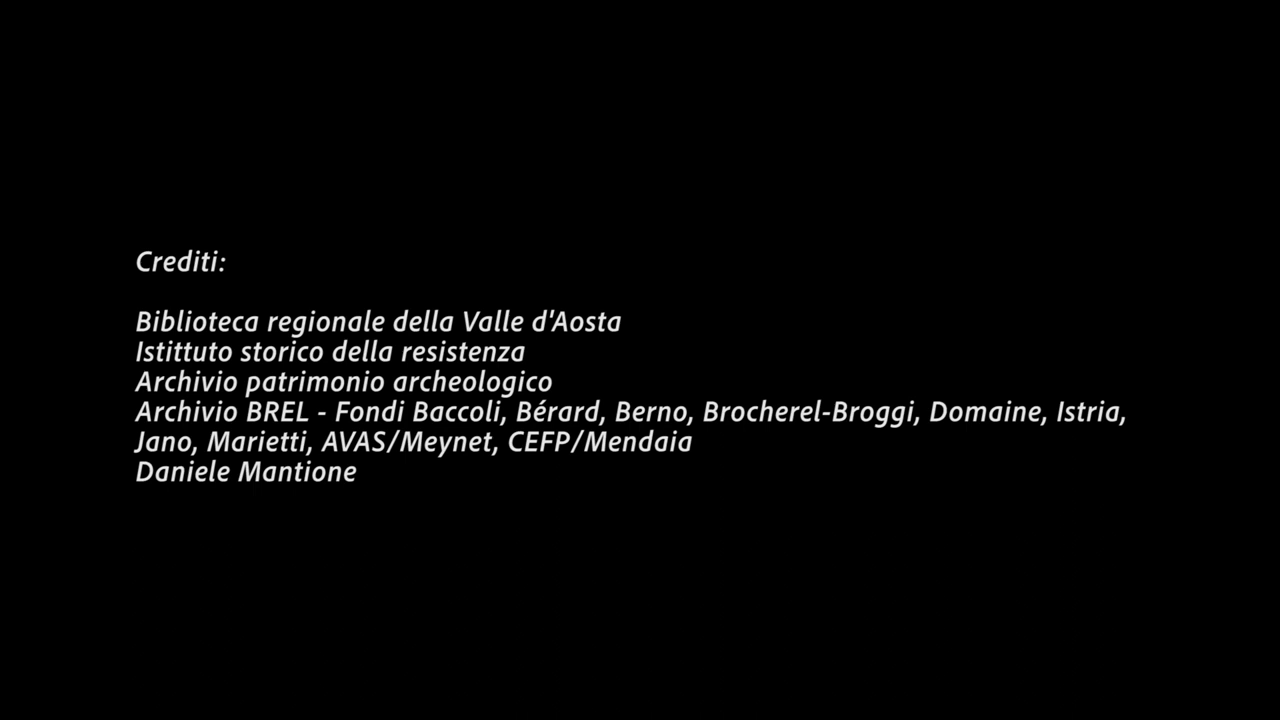 Crediti:
Biblioteca regionale della Valle d'Aosta
Istittuto storico della resistenza
Archivio patrimonio archeologico
Archivio BREL - Fondi Baccoli, Bérard, Berno, Brocherel-Broggi, Domaine, Istria,
Jano, Marietti, AVAS/Meynet, CEFP/Mendaia
Daniele Mantione